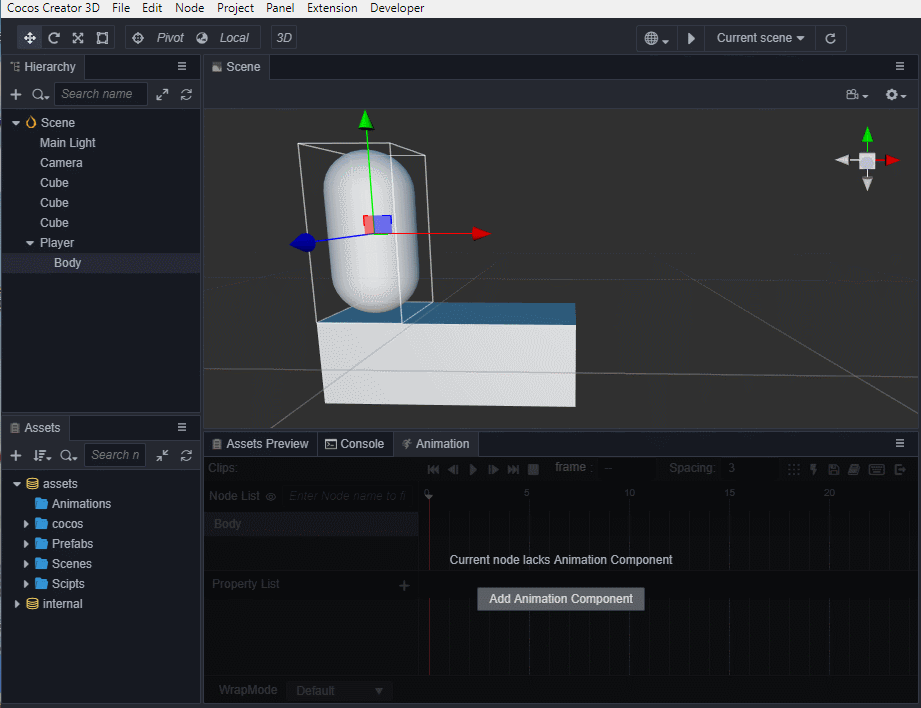 Cocos Creator 3D File Edit Node Project Panel Extension Developer
Pivot Local 3D Current scene
Hierarchy
Search name
Scene
Main Light
Camera
Cube
Cube
Cube
Player
Body
Scene
Assets
Search n
assets
Animations
cocos
Prefabs
Scenes
Scipts
internal
Assets Preview Console Animation
Clips: frame : -- Spacing: 3
Node List Enter Node name to f
0 5 10 15 20
Body
Current node lacks Animation Component
Property List +
Add Animation Component
WrapMode Default